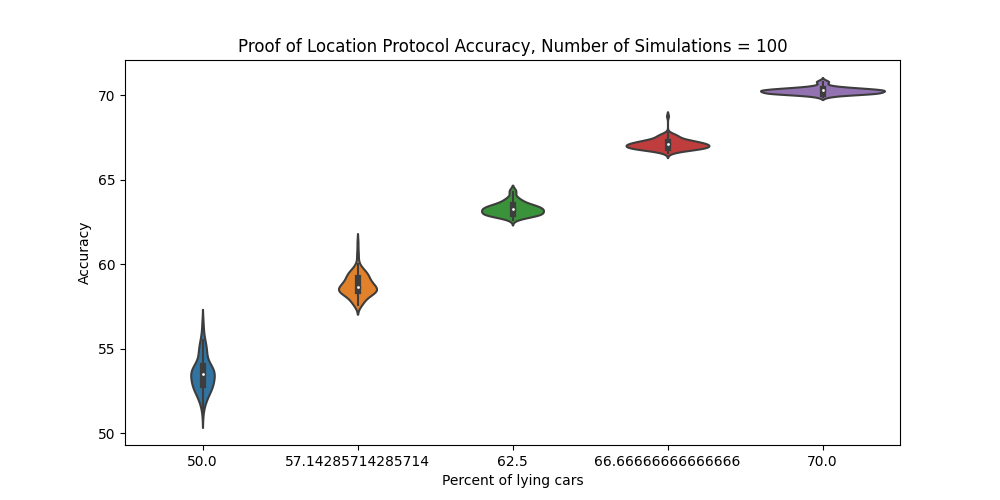 Proof of Location Protocol Accuracy, Number of Simulations = 100
70
65
60
55
50
Accuracy
50.0 57.14285714285714 62.5 66.66666666666666 70.0
Percent of lying cars